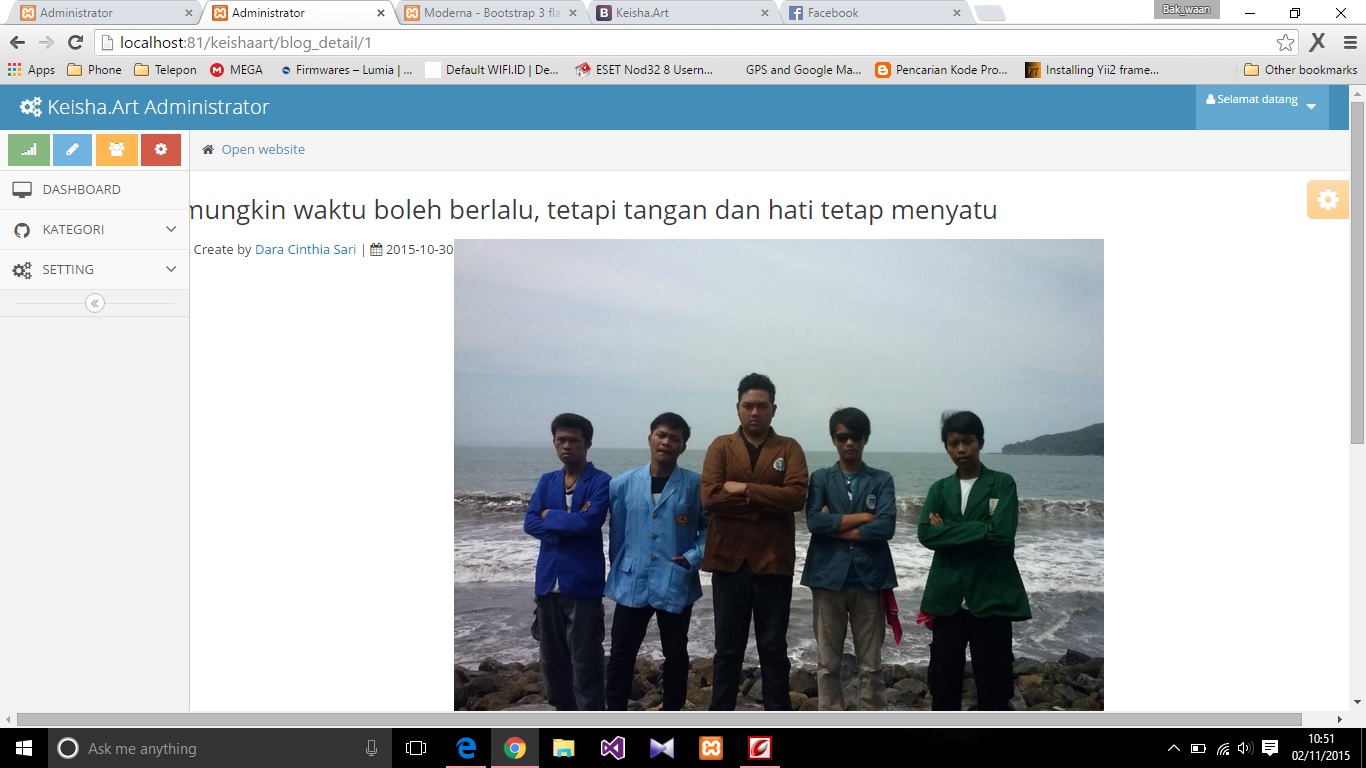 Administrator
Administrator
Moderna - Bootstrap 3 fla
Keisha.Art
Facebook
Bak_waan
localhost:81/keishaart/blog_detail/1
Apps
Phone
Telepon
MEGA
Firmwares – Lumia | ...
Default WIFI.ID | De...
ESET Nod32 8 Usern...
GPS and Google Ma...
Pencarian Kode Pro...
Installing Yii2 frame...
Other bookmarks
Keisha.Art Administrator
Selamat datang
Open website
DASHBOARD
KATEGORI
SETTING
mungkin waktu boleh berlalu, tetapi tangan dan hati tetap menyatu
Create by Dara Cinthia Sari | 2015-10-30
Ask me anything
10:51
02/11/2015